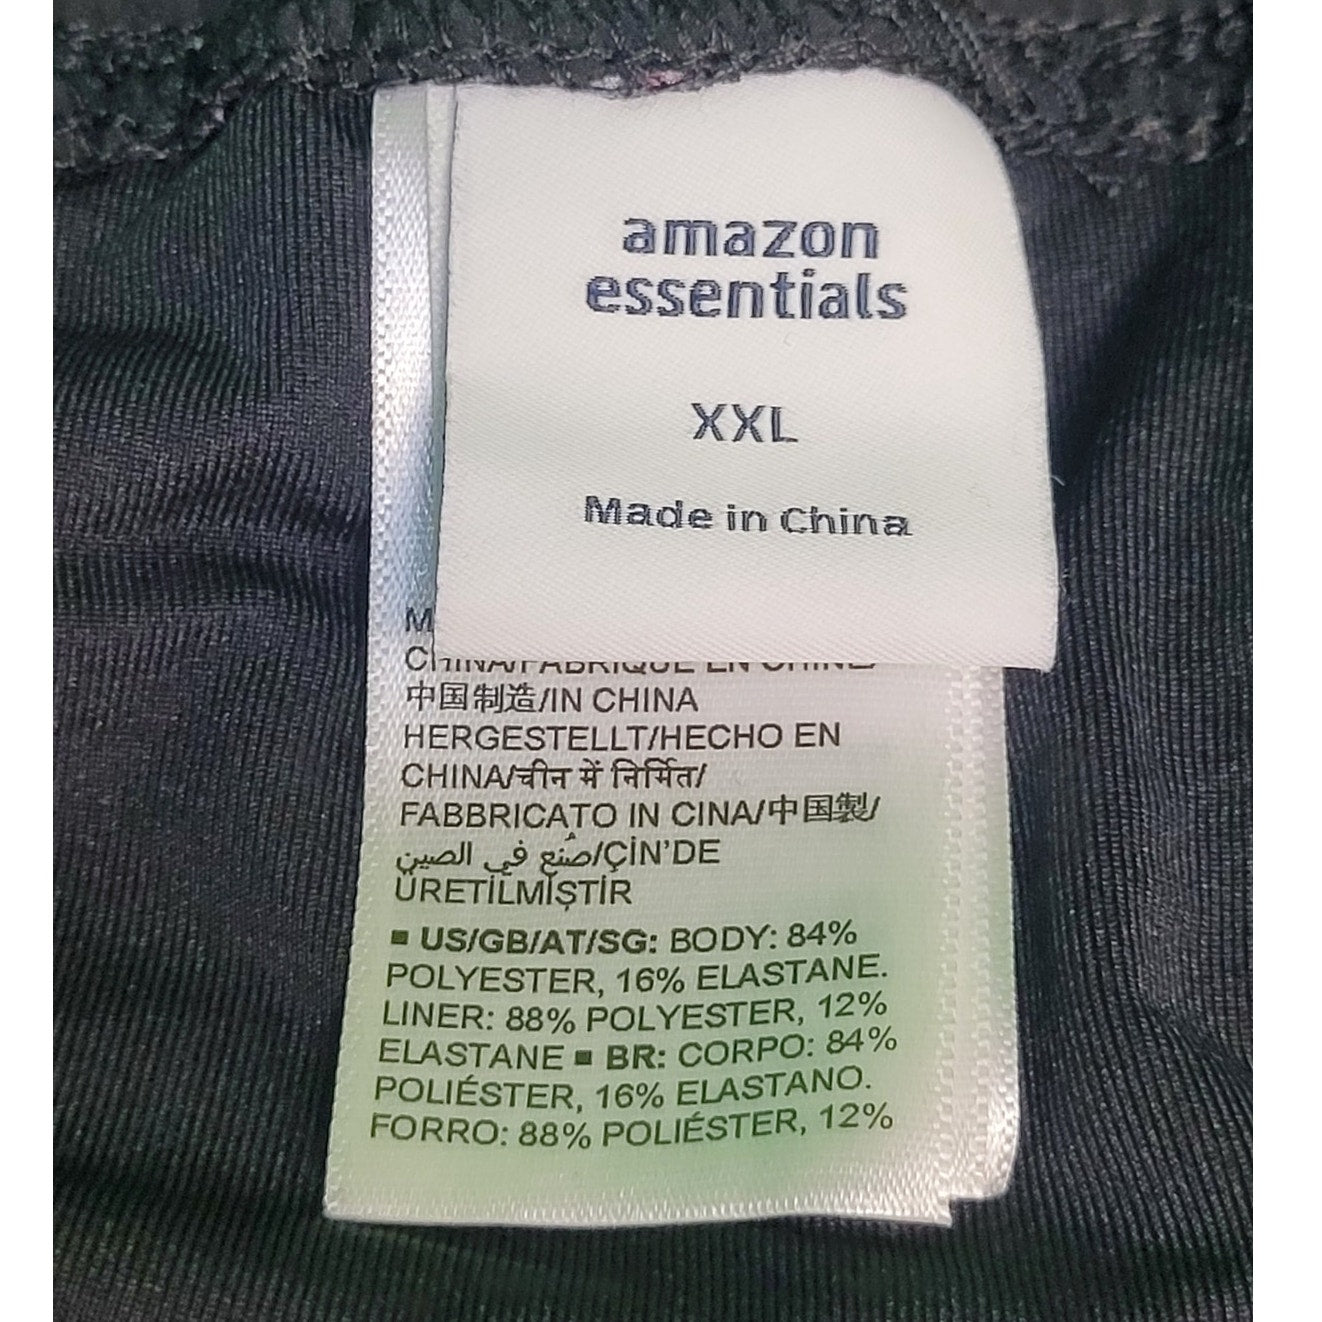 amazon
essentials
XXL
Made in China
CHINA/FABRIQUÉ EN CHINE
中国制造/IN CHINA
HERGESTELLT/HECHO EN
CHINA/चीन में निर्मित/
FABBRICATO IN CINA/中国製/
صُنع في الصين/ÇİN'DE
ÜRETİLMİŞTİR
▪ US/GB/AT/SG: BODY: 84%
POLYESTER, 16% ELASTANE.
LINER: 88% POLYESTER, 12%
ELASTANE ▪ BR: CORPO: 84%
POLIÉSTER, 16% ELASTANO.
FORRO: 88% POLIÉSTER, 12%